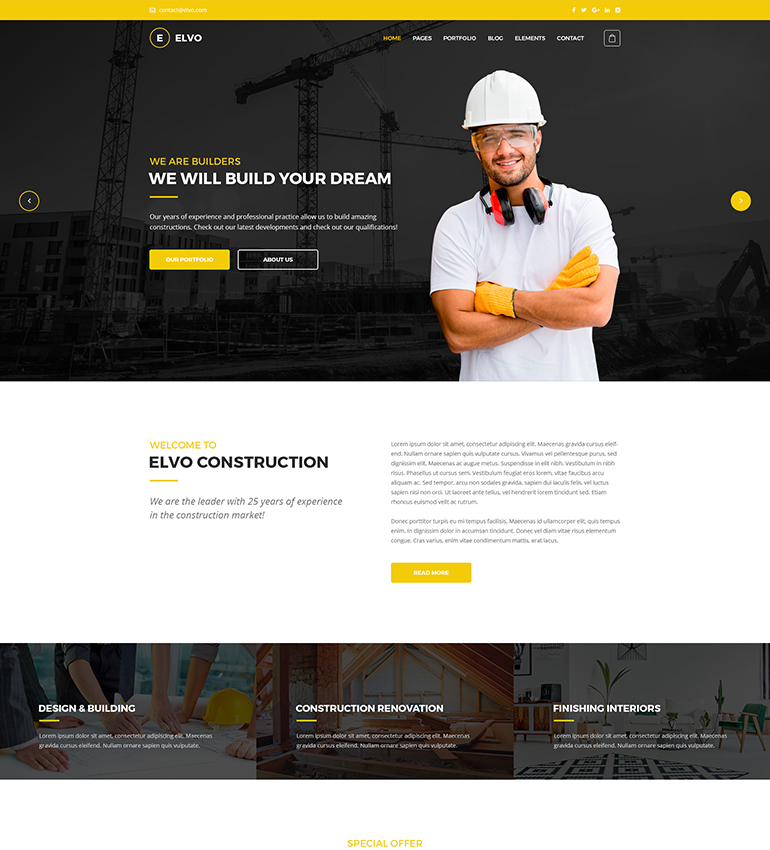 contact@elvo.com
E ELVO
HOME PAGES PORTFOLIO BLOG ELEMENTS CONTACT
WE ARE BUILDERS
WE WILL BUILD YOUR DREAM
Our years of experience and professional practice allow us to build amazing
constructions. Check out our latest developments and check out our qualifications!
OUR PORTFOLIO ABOUT US
WELCOME TO
ELVO CONSTRUCTION
We are the leader with 25 years of experience
in the construction market!
Lorem ipsum dolor sit amet, consectetur adipiscing elit. Maecenas gravida cursus eleif-
end. Nullam ornare sapien quis vulputate cursus. Vivamus vel pellentesque purus, sed
dignissim elit. Maecenas ac augue metus. Suspendisse in elit nibh. Vestibulum in nibh
risus. Phasellus ut cursus sem. Vestibulum feugiat eros lorem, vitae faucibus arcu
aliquam ac. Sed tempor, arcu non sodales gravida, sapien dui iaculis felis, vel luctus
sapien nisi non orci. Ut laoreet ante tellus, vel hendrerit lorem tincidunt sed. Etiam
rhoncus euismod velit ac rutrum.
Donec porttitor turpis eu mi tempus facilisis. Maecenas id ullamcorper elit, quis tempus
enim. In dignissim dolor in accumsan tincidunt. Donec vel diam vitae risus elementum
congue. Cras varius, enim vitae condimentum mattis, erat lacus.
READ MORE
DESIGN & BUILDING
Lorem ipsum dolor sit amet, consectetur adipiscing elit. Maecenas
gravida cursus eleifend. Nullam ornare sapien quis vulputate.
CONSTRUCTION RENOVATION
Lorem ipsum dolor sit amet, consectetur adipiscing elit. Maecenas
gravida cursus eleifend. Nullam ornare sapien quis vulputate.
FINISHING INTERIORS
Lorem ipsum dolor sit amet, consectetur adipiscing elit. Maecenas
gravida cursus eleifend. Nullam ornare sapien quis vulputate.
SPECIAL OFFER